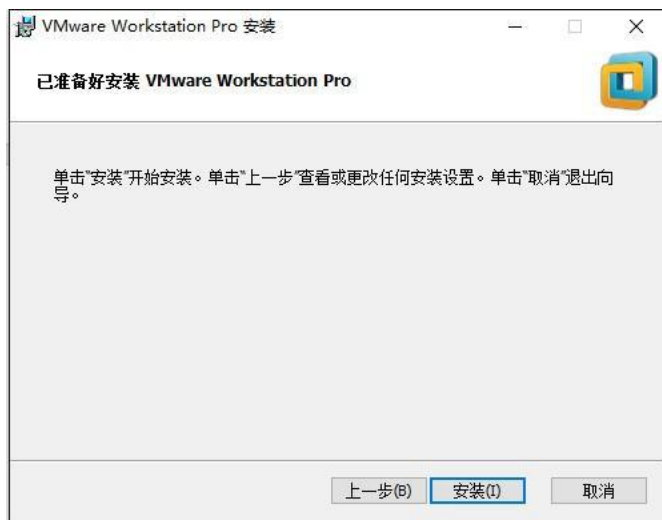 VMware Workstation Pro 安装
已准备好安装 VMware Workstation Pro
单击"安装"开始安装。单击"上一步"查看或更改任何安装设置。单击"取消"退出向
导。
上一步(B) 安装(I) 取消